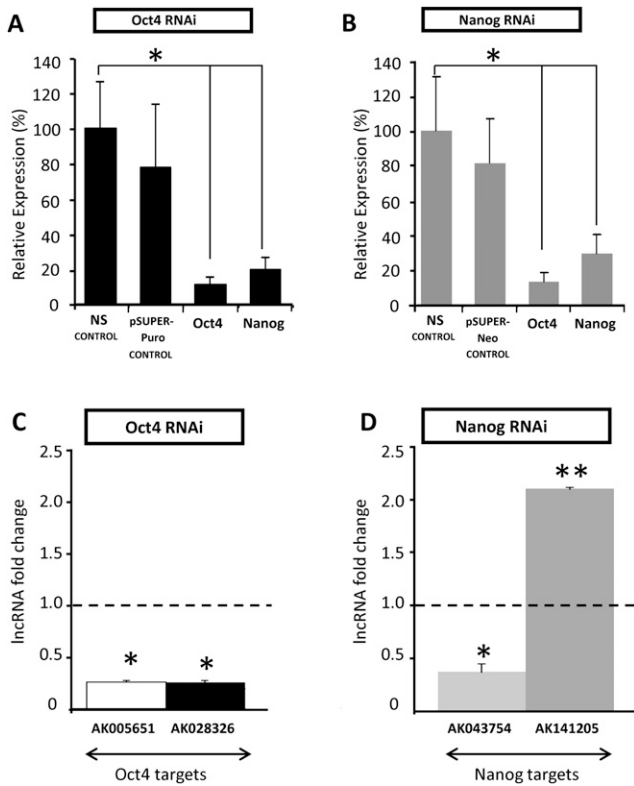 A
Oct4 RNAi
*
Relative Expression (%)
140
120
100
80
60
40
20
0
NS
CONTROL
pSUPER-
Puro
CONTROL
Oct4
Nanog
B
Nanog RNAi
*
Relative Expression (%)
140
120
100
80
60
40
20
0
NS
CONTROL
pSUPER-
Neo
CONTROL
Oct4
Nanog
C
Oct4 RNAi
lncRNA fold change
2.5
2.0
1.5
1.0
0.5
0
* *
AK005651 AK028326
Oct4 targets
D
Nanog RNAi
lncRNA fold change
2.5
2.0
1.5
1.0
0.5
0
**
*
AK043754 AK141205
Nanog targets